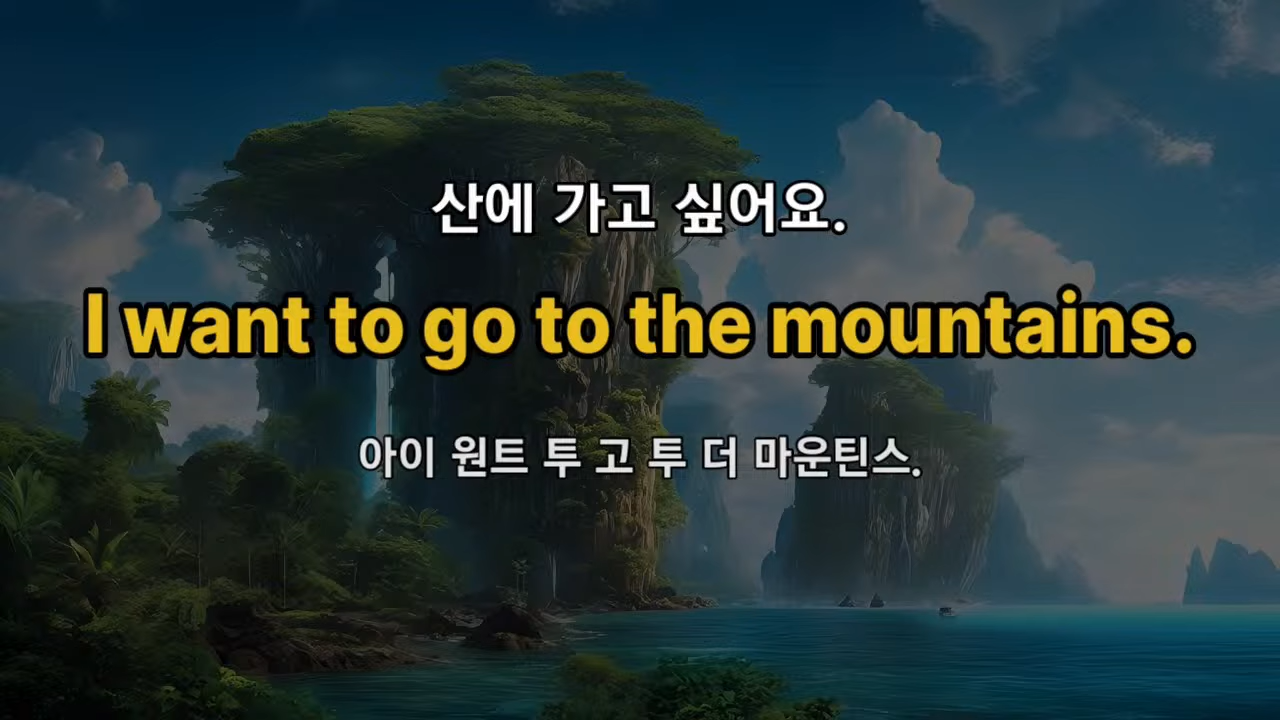 산에 가고 싶어요.
I want to go to the mountains.
아이 원트 투 고 투 더 마운틴스.